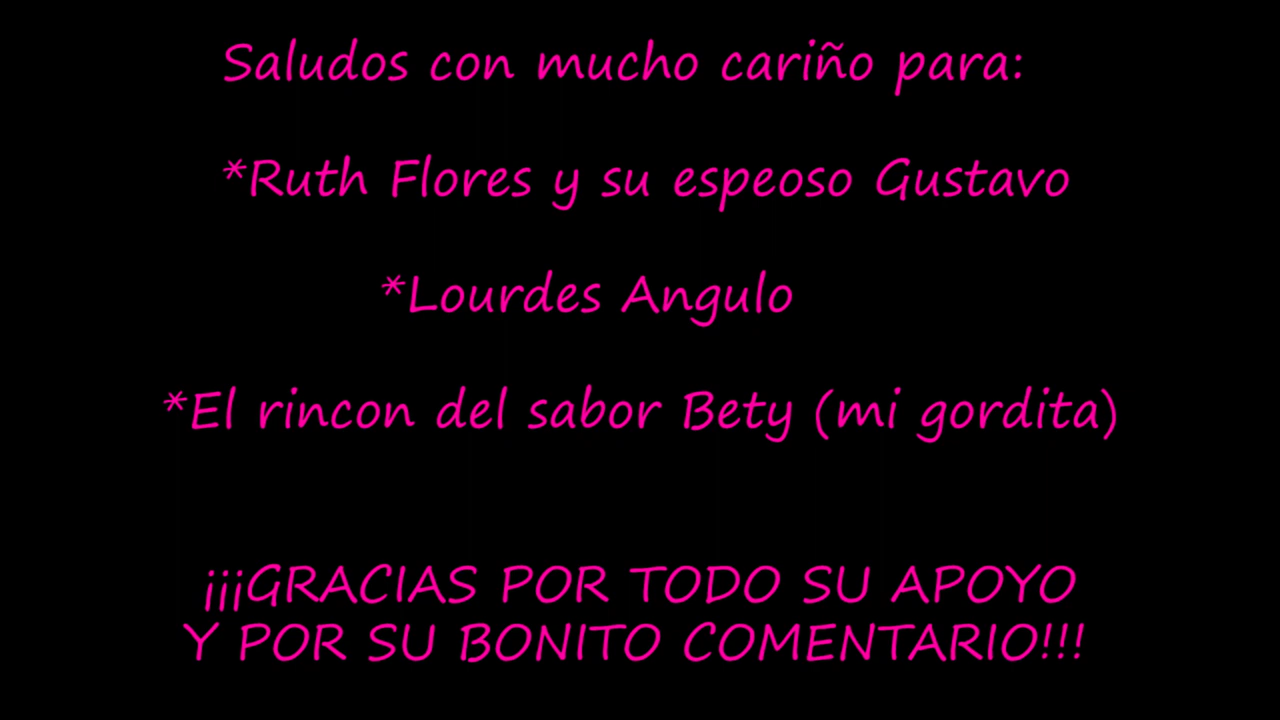 Saludos con mucho cariño para:
*Ruth Flores y su espeoso Gustavo
*Lourdes Angulo
*El rincon del sabor Bety (mi gordita)
¡¡¡GRACIAS POR TODO SU APOYO
Y POR SU BONITO COMENTARIO!!!